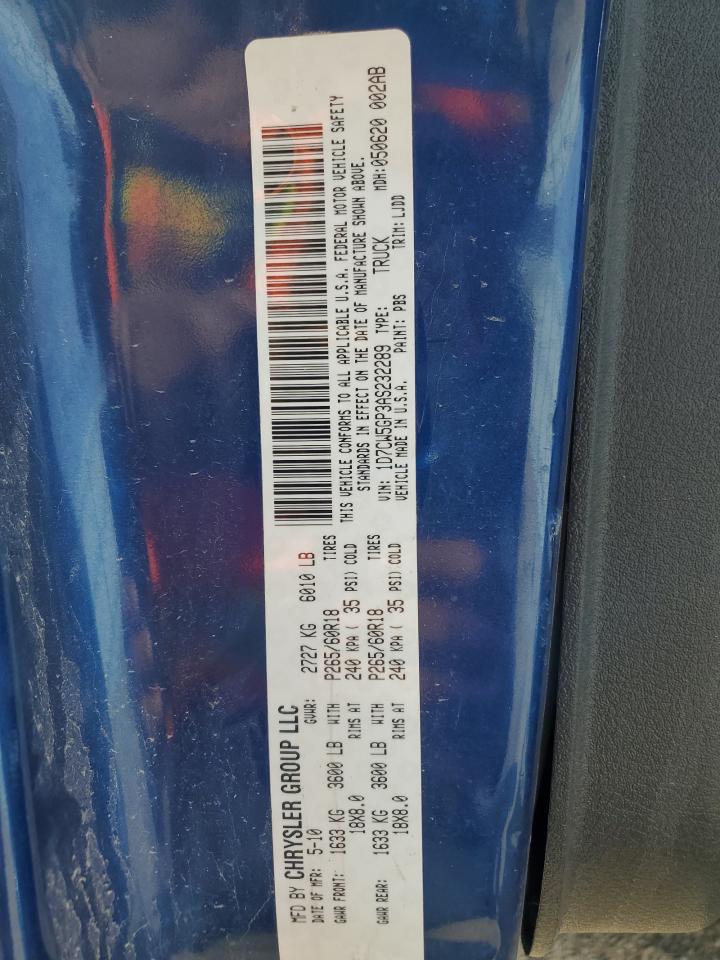 MFD BY CHRYSLER GROUP LLC
DATE OF MFR: 5-10 GVWR: 2727 KG 6010 LB
GAWR FRONT: 1633 KG 3600 LB WITH P265/60R18 TIRES
18X8.0 RIMS AT 240 KPA ( 35 PSI) COLD
GAWR REAR: 1633 KG 3600 LB WITH P265/60R18 TIRES
18X8.0 RIMS AT 240 KPA ( 35 PSI) COLD
THIS VEHICLE CONFORMS TO ALL APPLICABLE U.S.A. FEDERAL MOTOR VEHICLE SAFETY
STANDARDS IN EFFECT ON THE DATE OF MANUFACTURE SHOWN ABOVE.
VIN: 1D7CW5GP3AS232289 TYPE: TRUCK MDH:050620 002AB
VEHICLE MADE IN U.S.A. PAINT: PBS TRIM: LJDD